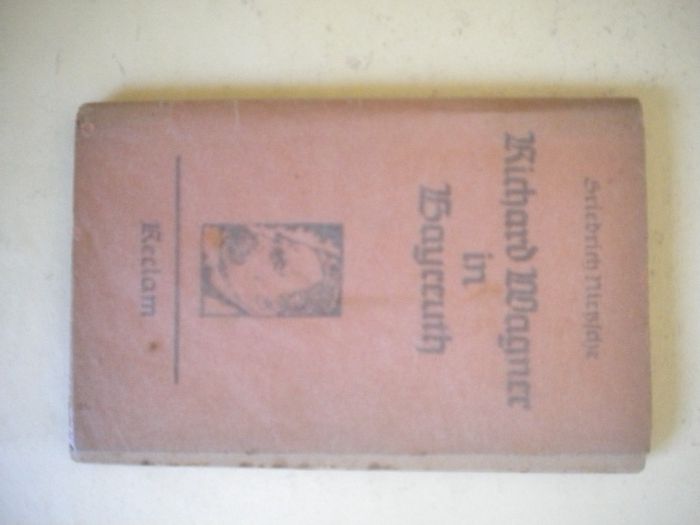 Friedrich Nietzsche
Richard Wagner
in
Bayreuth
Reclam